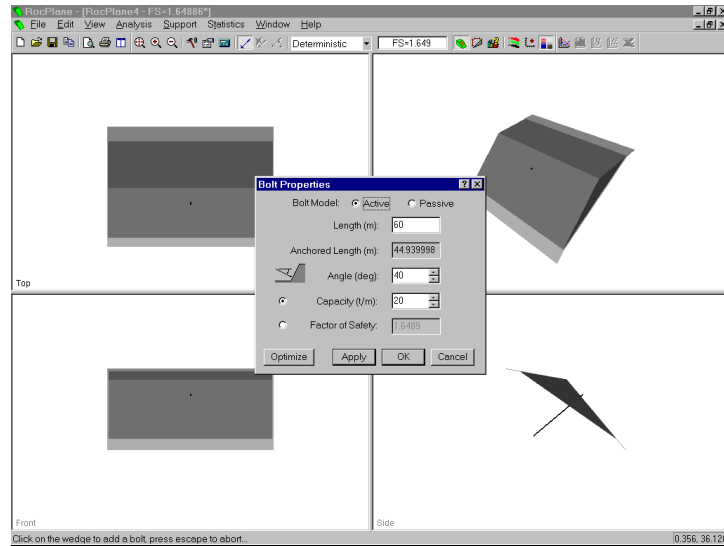 RocPlane - [RocPlane4 - FS=1.64886*]
File Edit View Analysis Support Statistics Window Help
Deterministic FS=1.649
Bolt Properties
Bolt Model: Active Passive
Length (m): 60
Anchored Length (m): 44.939998
Angle (deg): 40
Capacity (t/m): 20
Factor of Safety: 1.6489
Optimize Apply OK Cancel
Top
Front
Side
Click on the wedge to add a bolt, press escape to abort...
0.356, 36.129